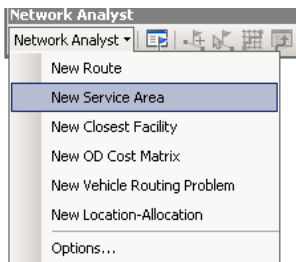 Network Analyst
Network Analyst
New Route
New Service Area
New Closest Facility
New OD Cost Matrix
New Vehicle Routing Problem
New Location-Allocation
Options...